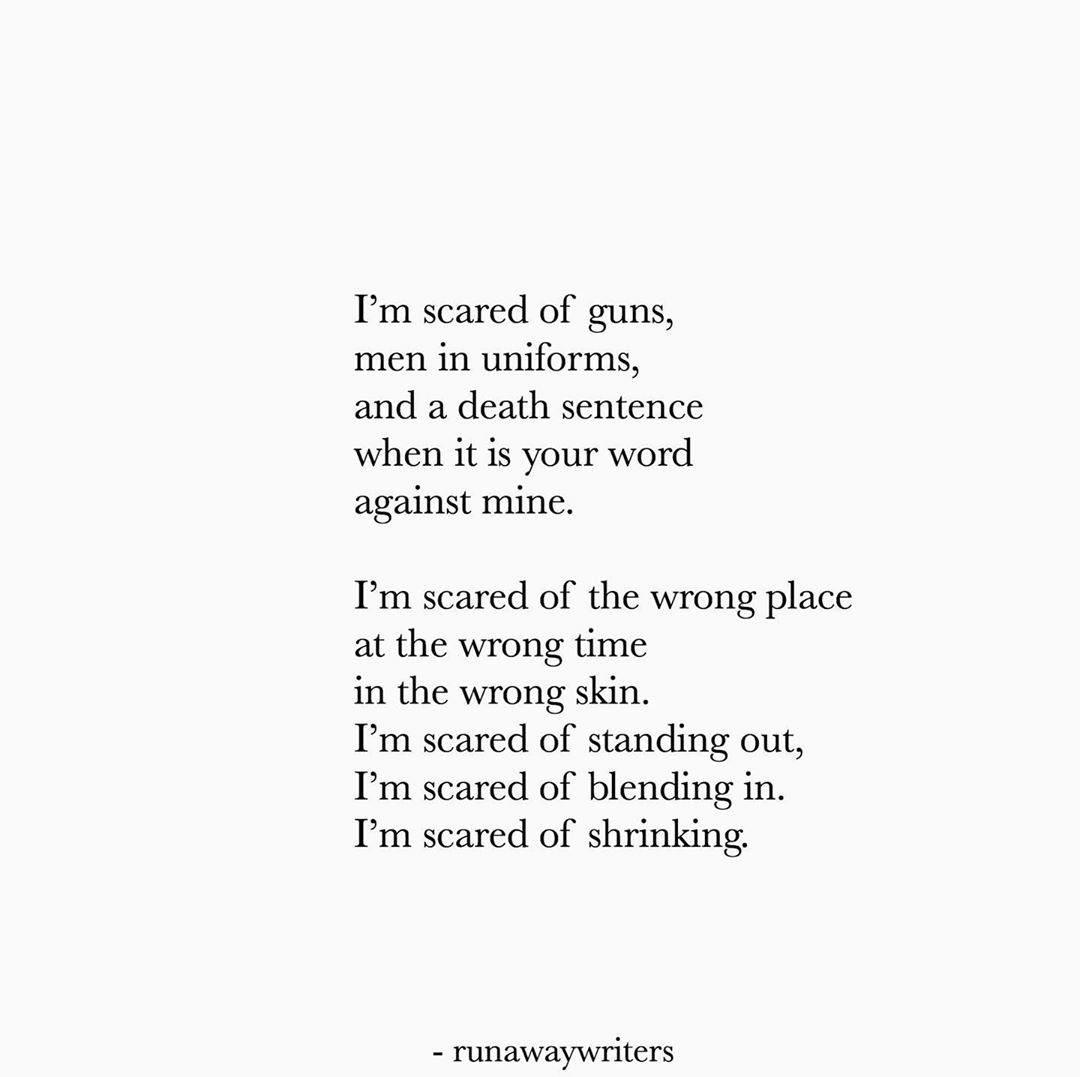 I’m scared of guns,
men in uniforms,
and a death sentence
when it is your word
against mine.
I’m scared of the wrong place
at the wrong time
in the wrong skin.
I’m scared of standing out,
I’m scared of blending in.
I’m scared of shrinking.
- runawaywriters